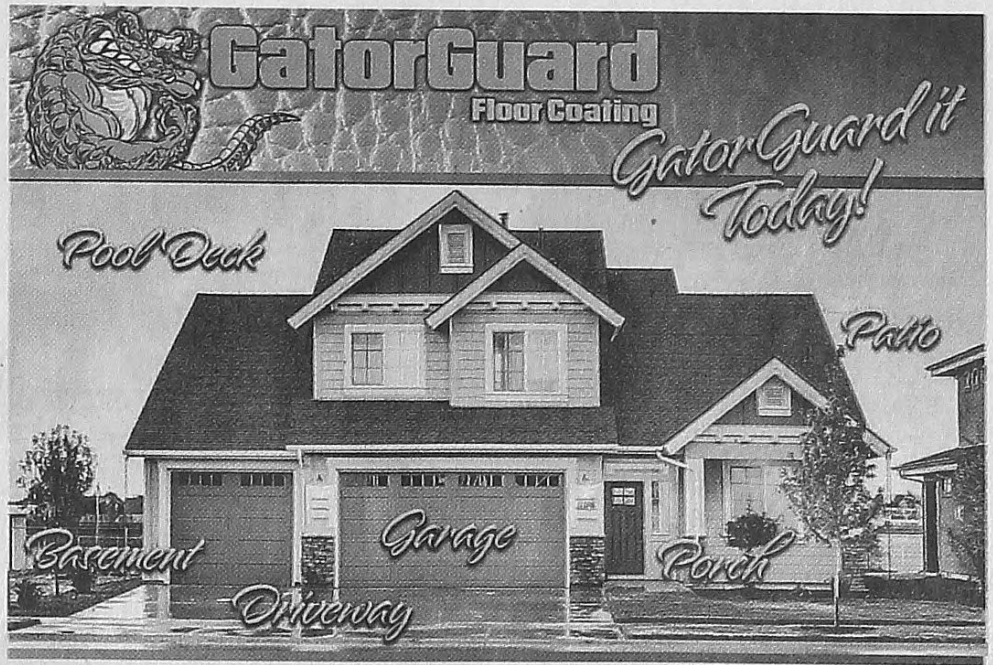 GatorGuard
Floor Coating
GatorGuard it
Today!
Pool Deck
Patio
Basement
Garage
Porch
Driveway